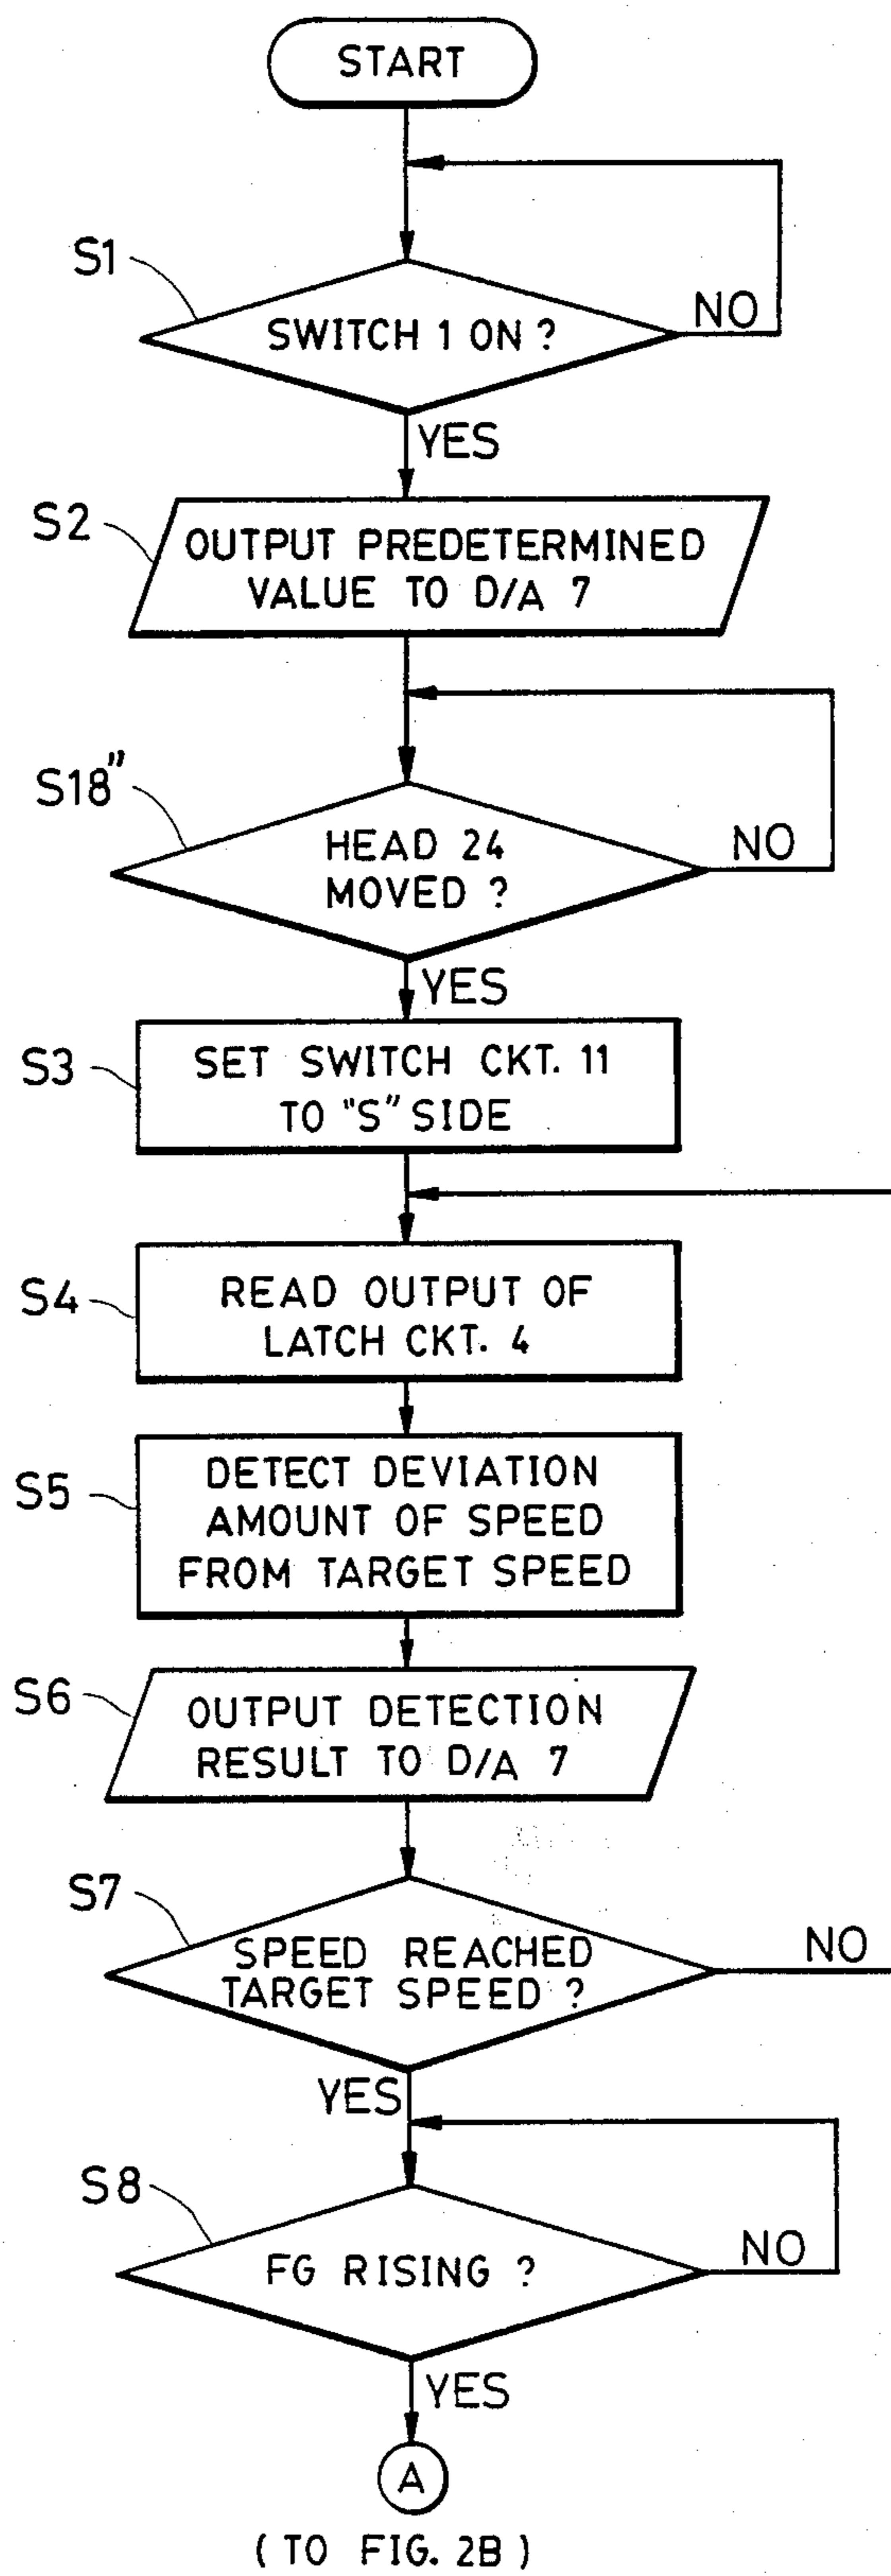 START
S1
SWITCH 1 ON ?
NO
YES
S2
OUTPUT PREDETERMINED
VALUE TO D/A 7
S18"
HEAD 24
MOVED ?
NO
YES
S3
SET SWITCH CKT. 11
TO "S" SIDE
S4
READ OUTPUT OF
LATCH CKT. 4
S5
DETECT DEVIATION
AMOUNT OF SPEED
FROM TARGET SPEED
S6
OUTPUT DETECTION
RESULT TO D/A 7
S7
SPEED REACHED
TARGET SPEED ?
NO
YES
S8
FG RISING ?
NO
YES
A
( TO FIG. 2B )